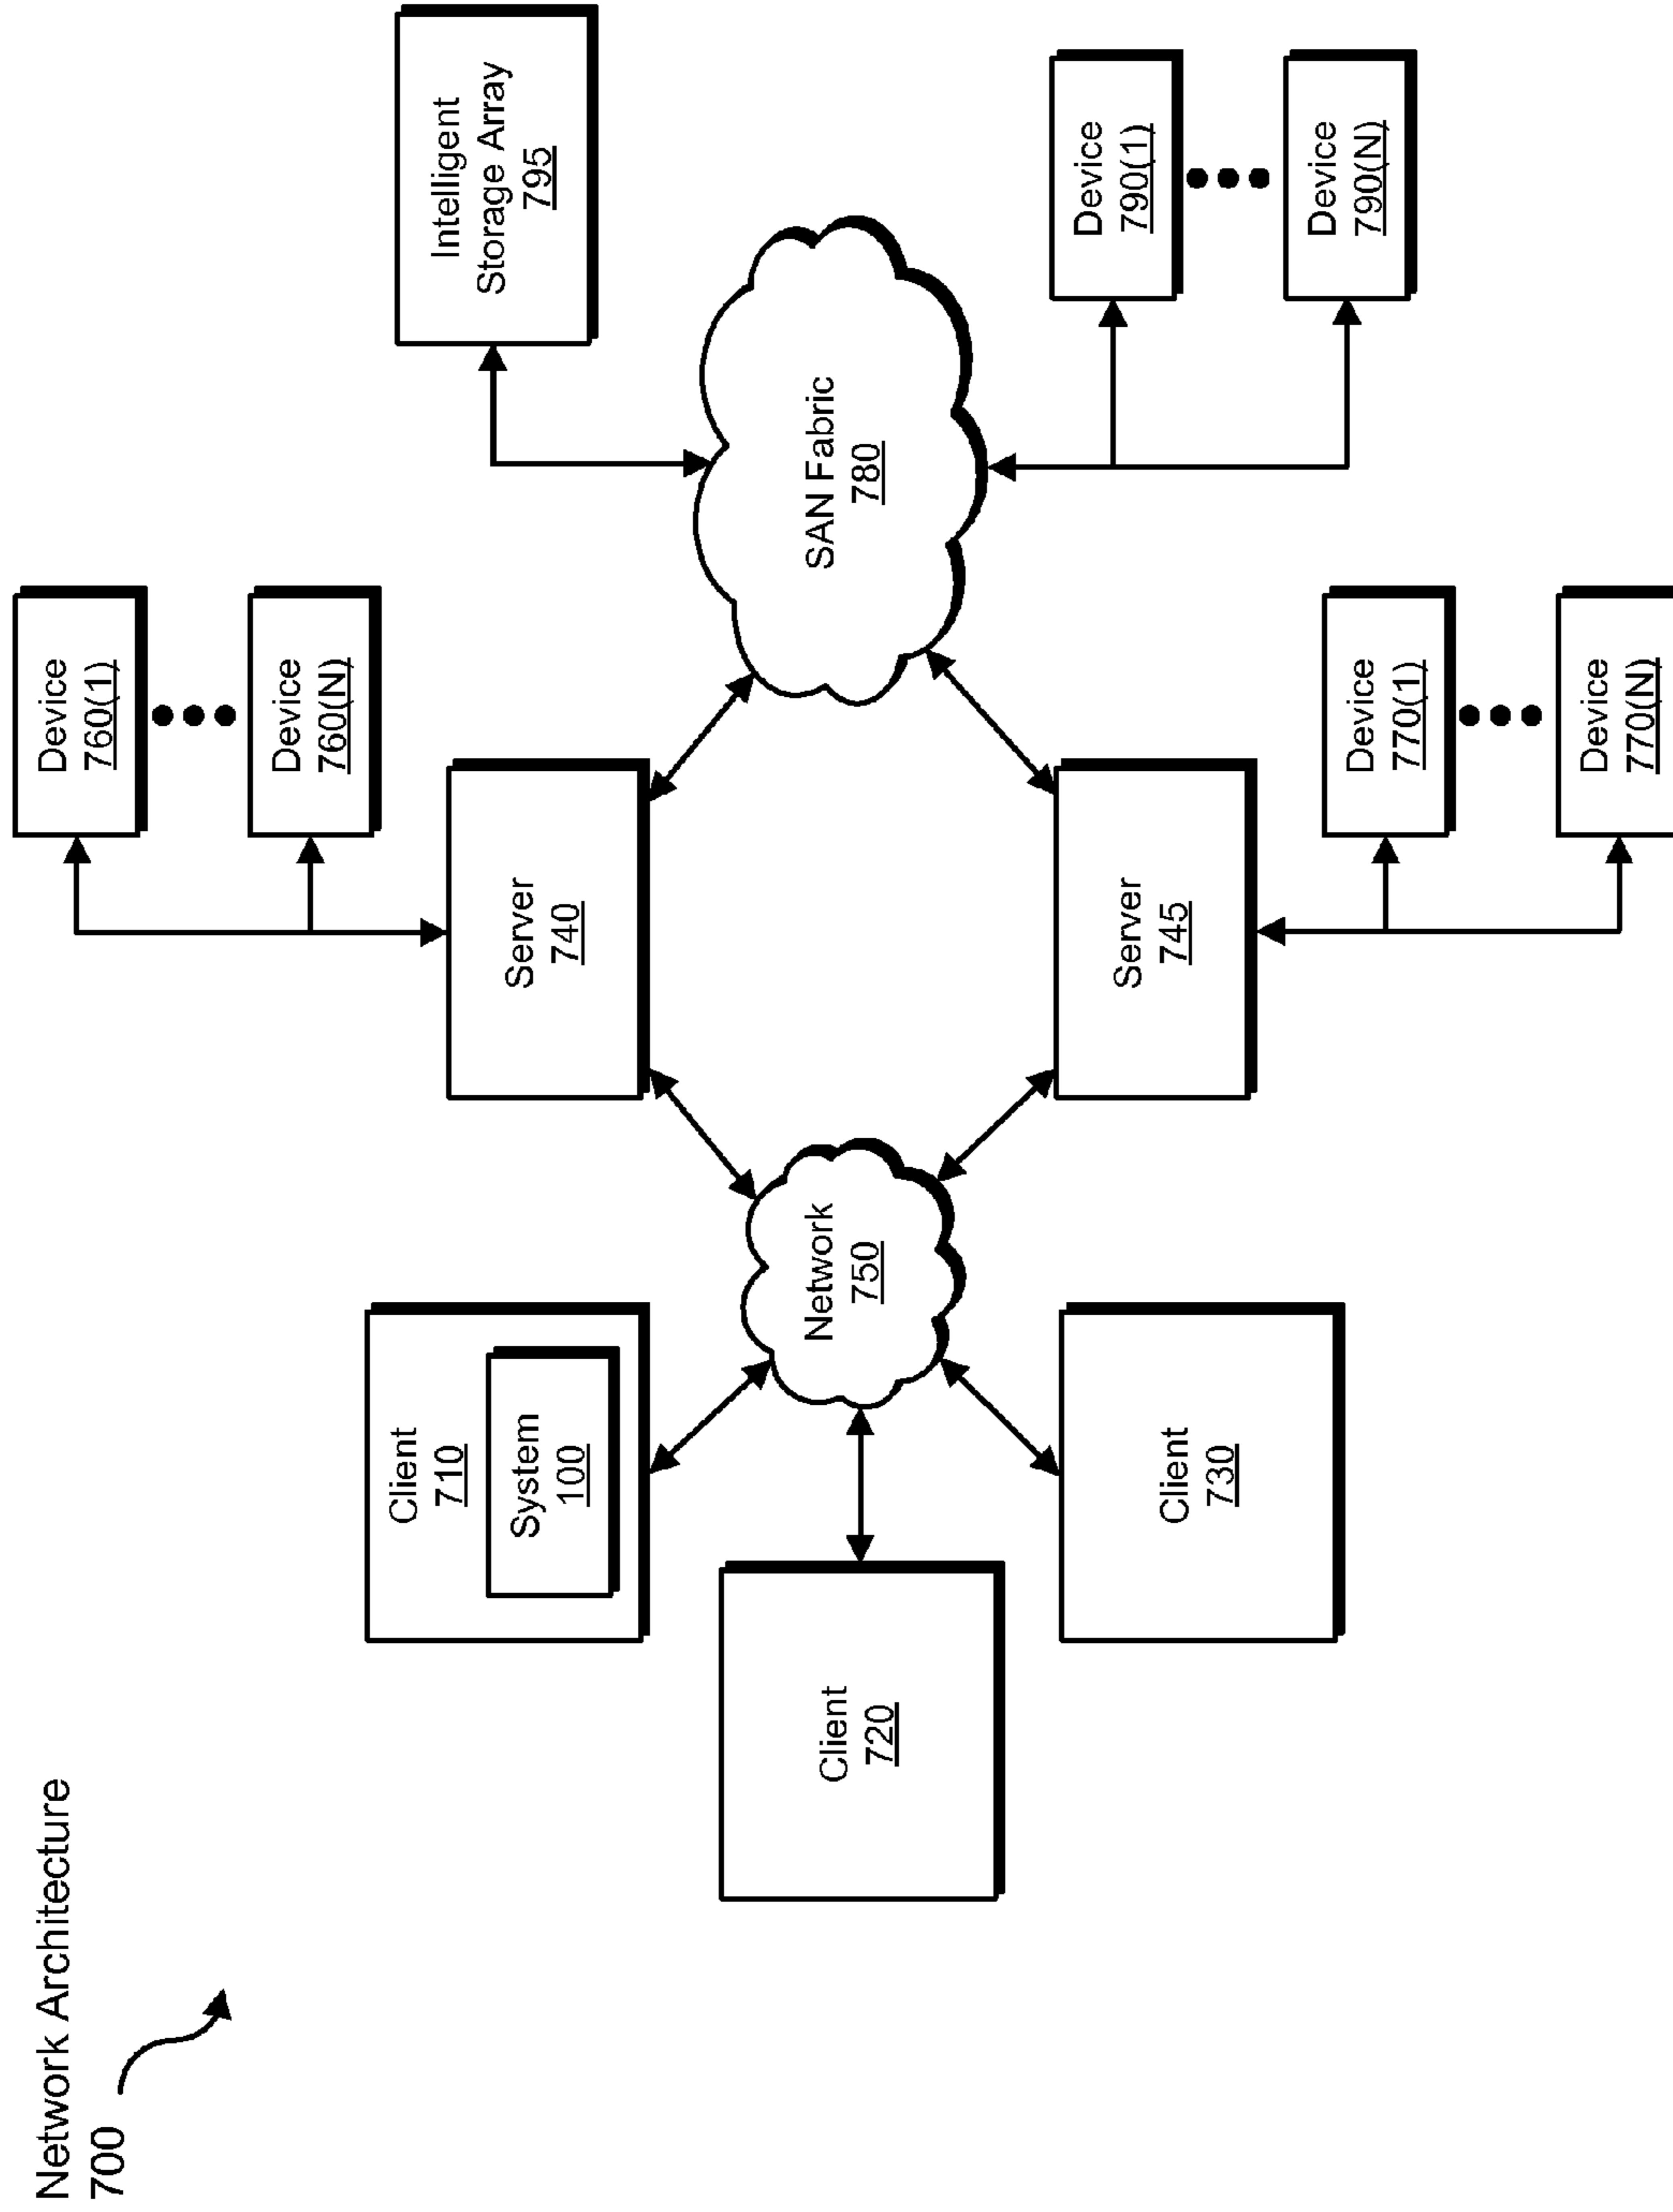 Network Architecture
700
Client
710
System
100
Client
720
Client
730
Network
750
Device
760(1)
Device
760(N)
Server
740
Server
745
Device
770(1)
Device
770(N)
SAN Fabric
780
Intelligent
Storage Array
795
Device
790(1)
Device
790(N)